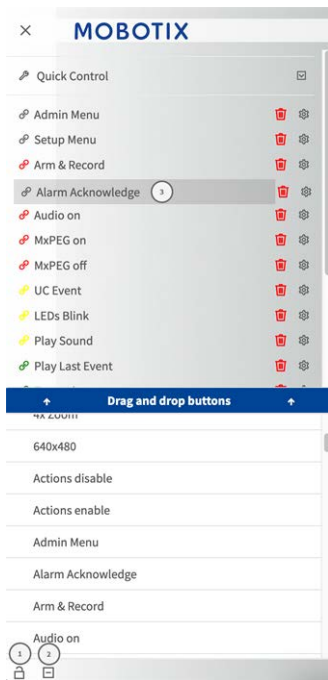 MOBOTIX
Quick Control
Admin Menu
Setup Menu
Arm & Record
Alarm Acknowledge 3
Audio on
MxPEG on
MxPEG off
UC Event
LEDs Blink
Play Sound
Play Last Event
Drag and drop buttons
4x Zoom
640x480
Actions disable
Actions enable
Admin Menu
Alarm Acknowledge
Arm & Record
Audio on
1 2